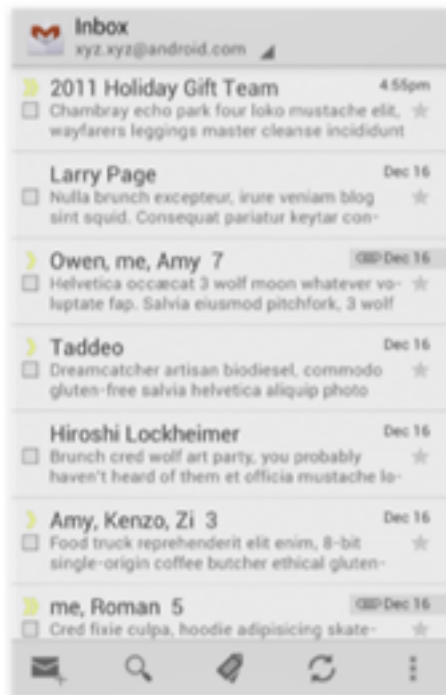 Inbox
xyz.xyz@android.com
2011 Holiday Gift Team 4:55pm
Chambray echo park four loko mustache elit,
wayfarers leggings master cleanse incididunt
Larry Page Dec 16
Nulla brunch excepteur, irure veniam blog
sint squid. Consequat pariatur keytar con-
Owen, me, Amy 7 Dec 16
Helvetica occæcat 3 wolf moon whatever vo-
luptate fap. Salvia eiusmod pitchfork, 3 wolf
Taddeo Dec 16
Dreamcatcher artisan biodiesel, commodo
gluten-free salvia helvetica aliquip photo
Hiroshi Lockheimer Dec 16
Brunch cred wolf art party, you probably
haven't heard of them et officia mustache lo-
Amy, Kenzo, Zi 3 Dec 16
Food truck reprehenderit elit enim, 8-bit
single-origin coffee butcher ethical gluten-
me, Roman 5 Dec 16
Cred fixie culpa, hoodie adipisicing skate-